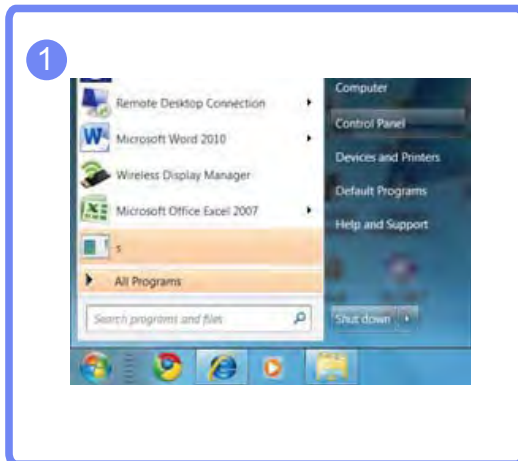 1
Remote Desktop Connection
Microsoft Word 2010
Wireless Display Manager
Microsoft Office Excel 2007
s
All Programs
Search programs and files
Computer
Control Panel
Devices and Printers
Default Programs
Help and Support
Shut down